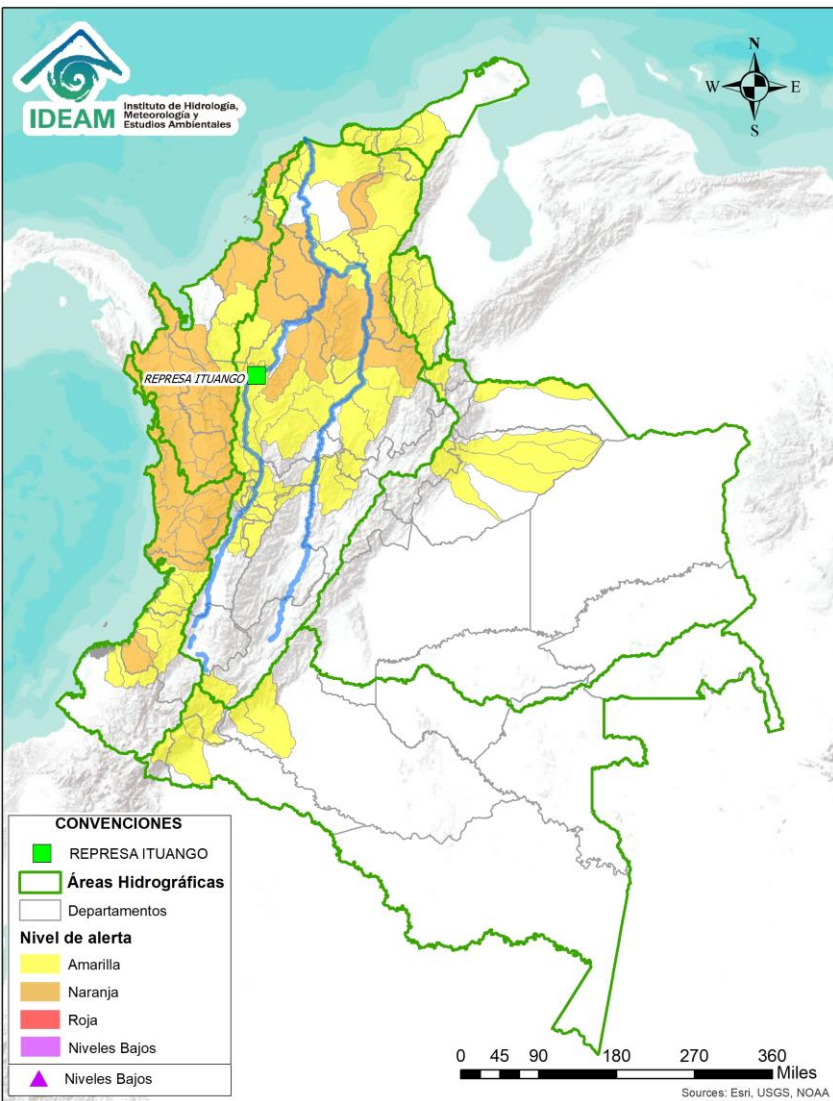 IDEAM
Instituto de Hidrología,
Meteorología y
Estudios Ambientales
N
W
E
S
REPRESA ITUANGO
CONVENCIONES
REPRESA ITUANGO
Áreas Hidrográficas
Departamentos
Nivel de alerta
Amarilla
Naranja
Roja
Niveles Bajos
Niveles Bajos
0 45 90 180 270 360
Miles
Sources: Esri, USGS, NOAA